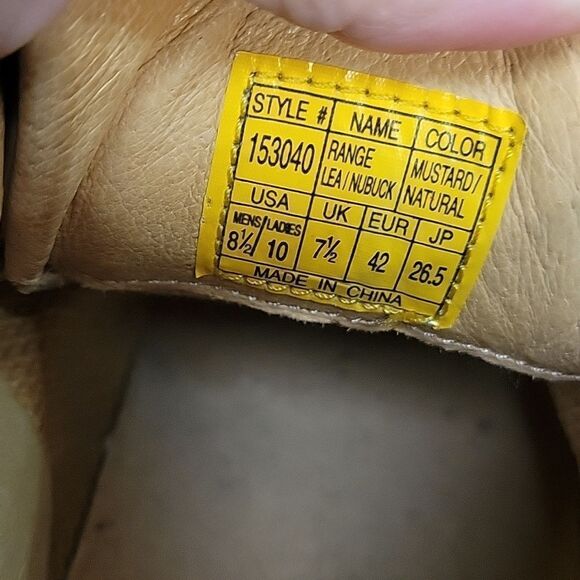 STYLE # NAME COLOR
153040 RANGE LEA/NUBUCK MUSTARD/ NATURAL
USA UK EUR JP
MENS/LADIES 8½/10 7½ 42 26.5
MADE IN CHINA